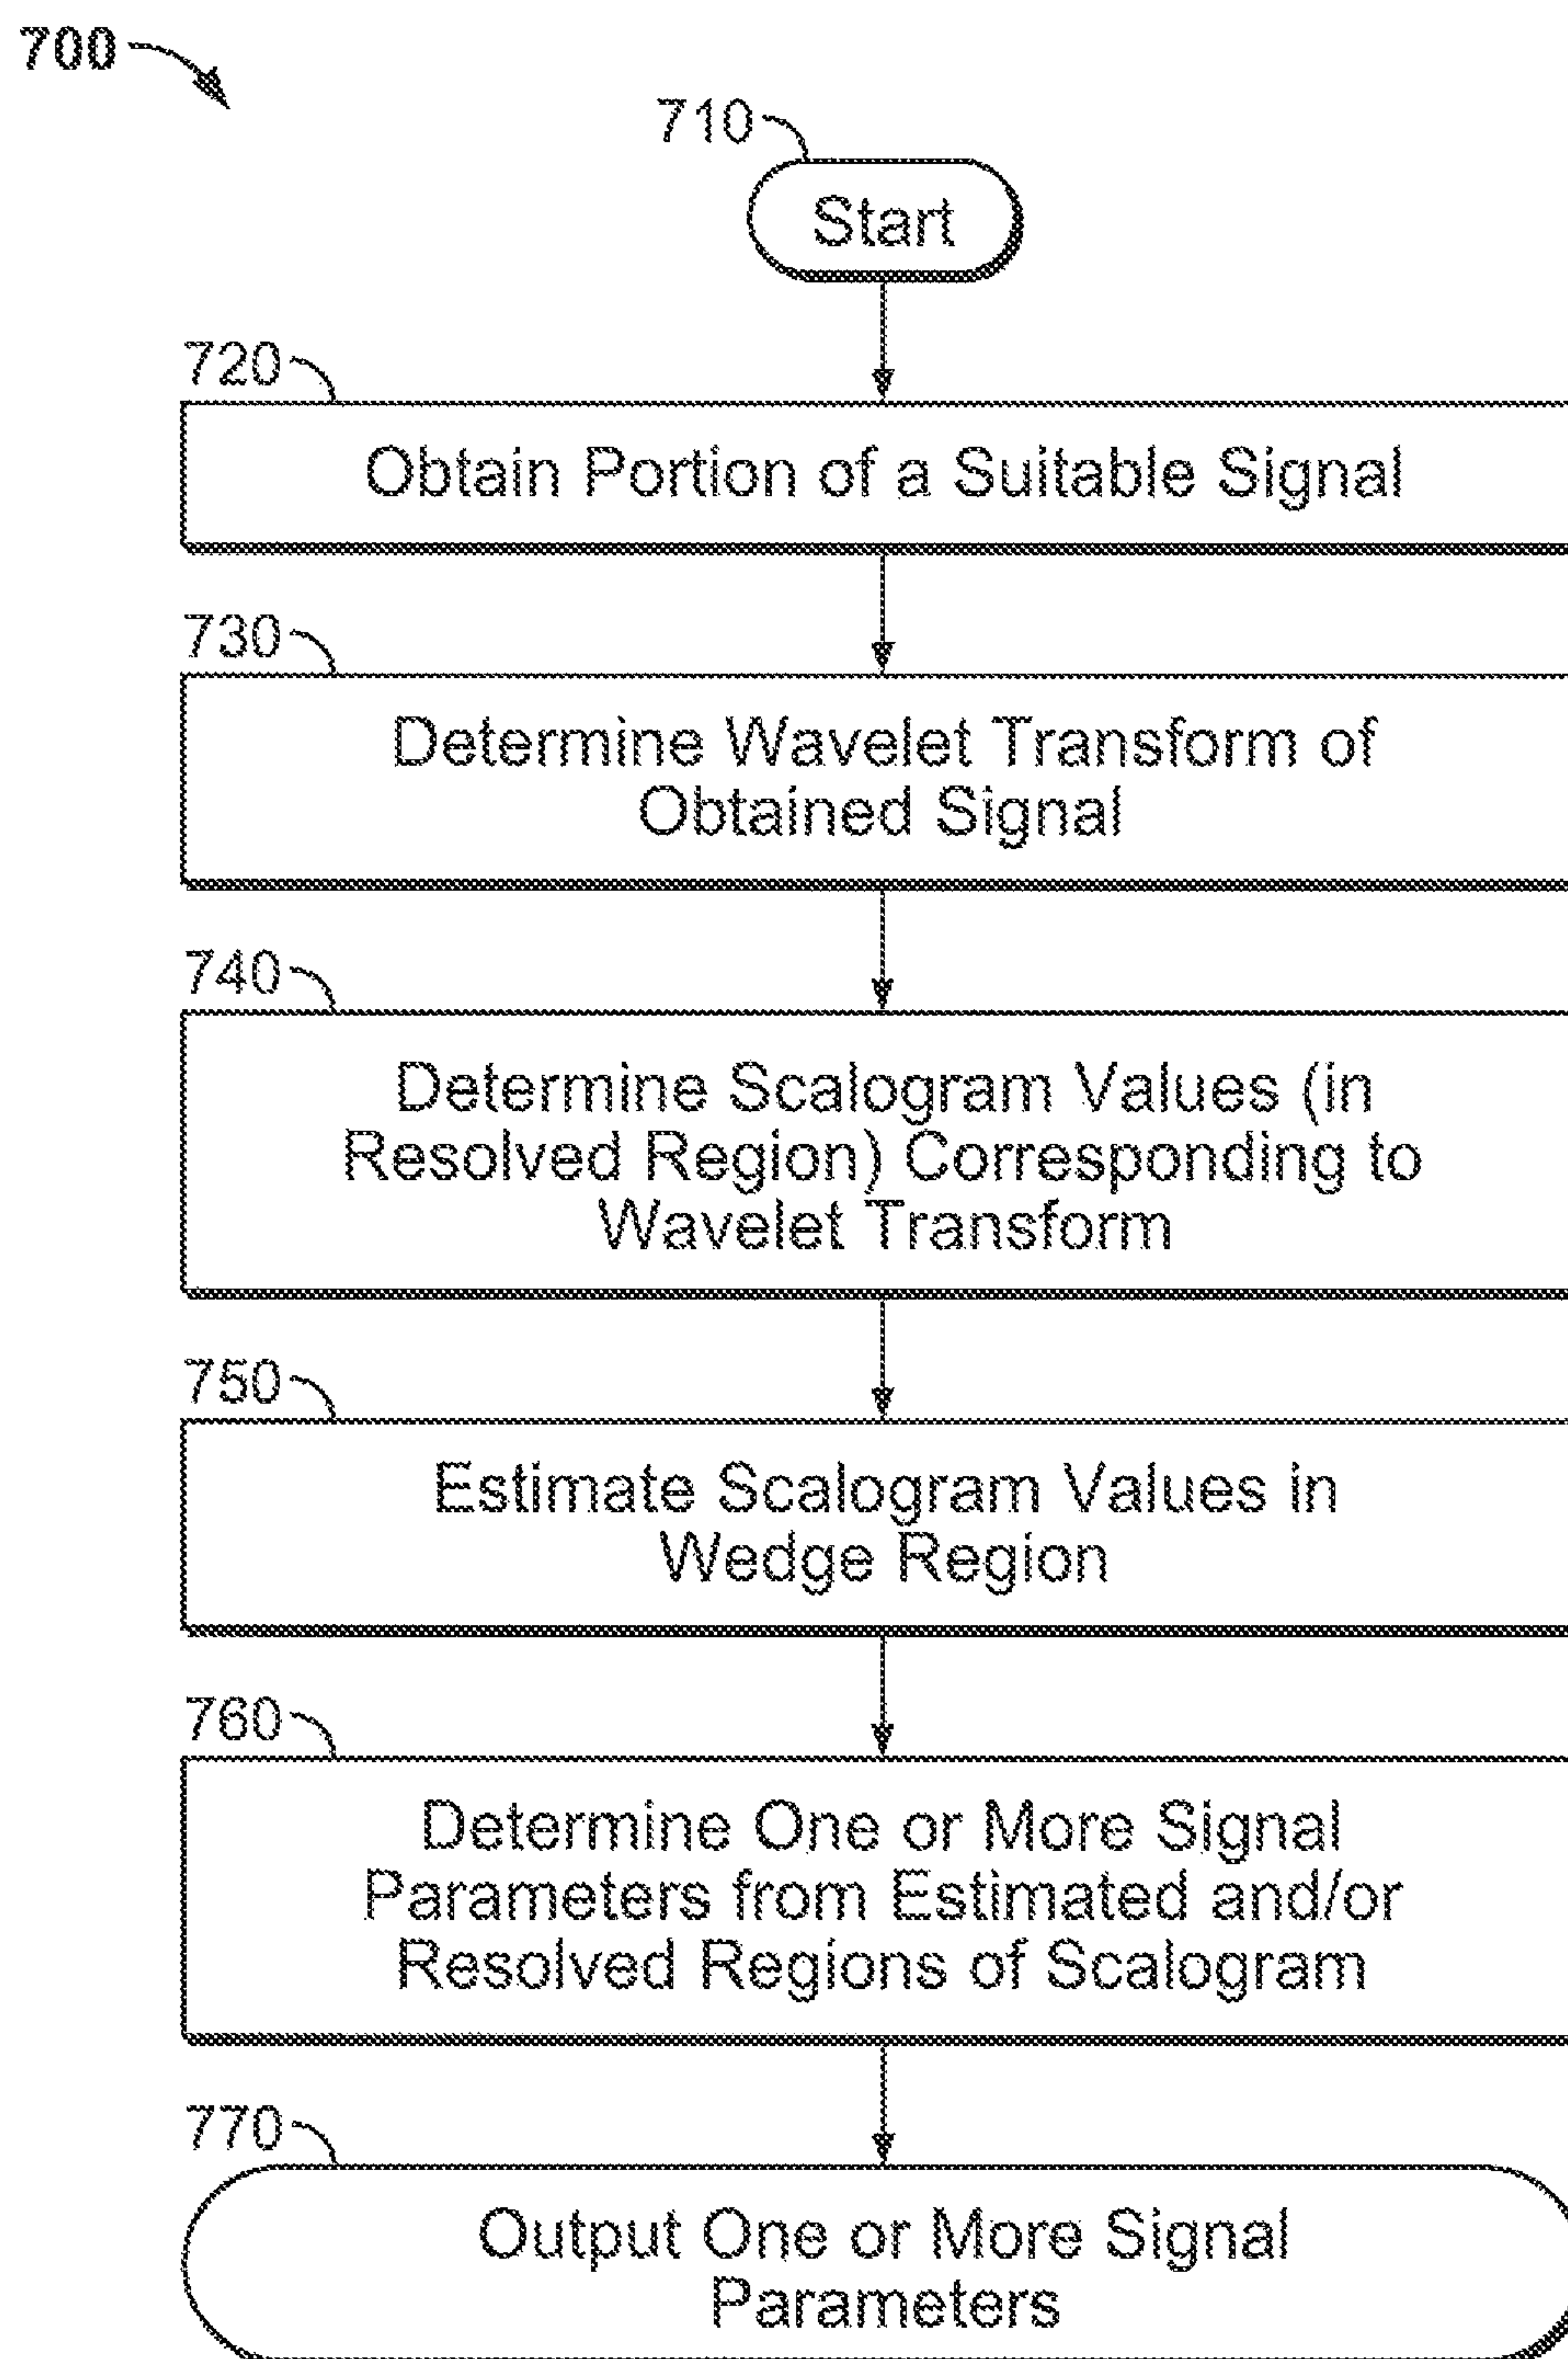 700
710
Start
720
Obtain Portion of a Suitable Signal
730
Determine Wavelet Transform of
Obtained Signal
740
Determine Scalogram Values (in
Resolved Region) Corresponding to
Wavelet Transform
750
Estimate Scalogram Values in
Wedge Region
760
Determine One or More Signal
Parameters from Estimated and/or
Resolved Regions of Scalogram
770
Output One or More Signal
Parameters